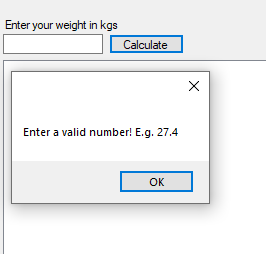 Enter your weight in kgs
Calculate
Enter a valid number! E.g. 27.4
OK